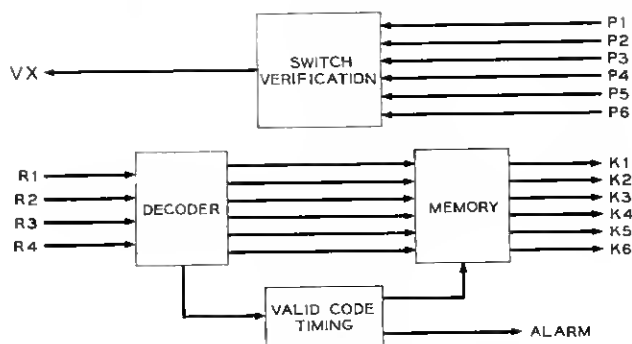 P1
P2
P3
P4
P5
P6
SWITCH
VERIFICATION
VX
R1
R2
R3
R4
DECODER
MEMORY
K1
K2
K3
K4
K5
K6
VALID CODE
TIMING
ALARM